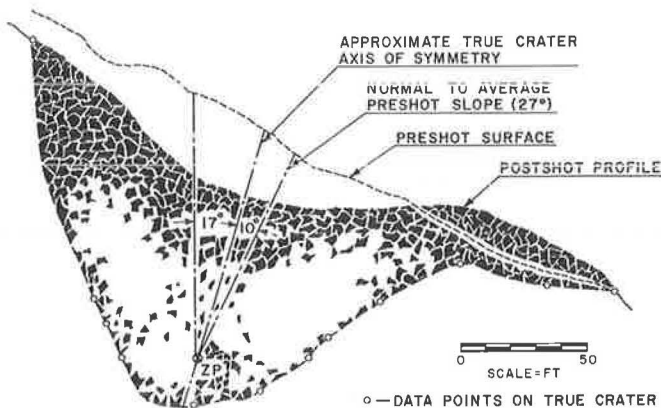 APPROXIMATE TRUE CRATER
AXIS OF SYMMETRY
NORMAL TO AVERAGE
PRESHOT SLOPE (27°)
PRESHOT SURFACE
POSTSHOT PROFILE
17°
10°
ZP
0 50
SCALE=FT
o — DATA POINTS ON TRUE CRATER